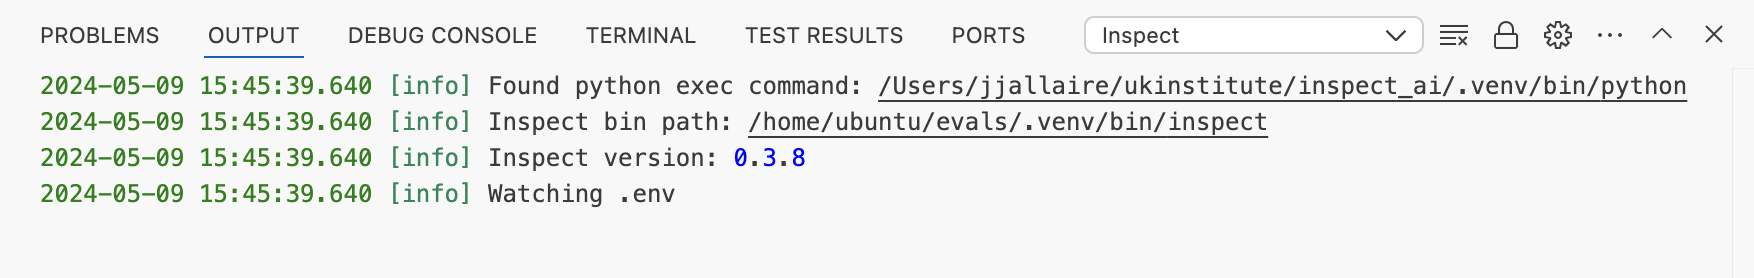 PROBLEMS OUTPUT DEBUG CONSOLE TERMINAL TEST RESULTS PORTS Inspect
2024-05-09 15:45:39.640 [info] Found python exec command: /Users/jjallaire/ukinstitute/inspect_ai/.venv/bin/python
2024-05-09 15:45:39.640 [info] Inspect bin path: /home/ubuntu/evals/.venv/bin/inspect
2024-05-09 15:45:39.640 [info] Inspect version: 0.3.8
2024-05-09 15:45:39.640 [info] Watching .env